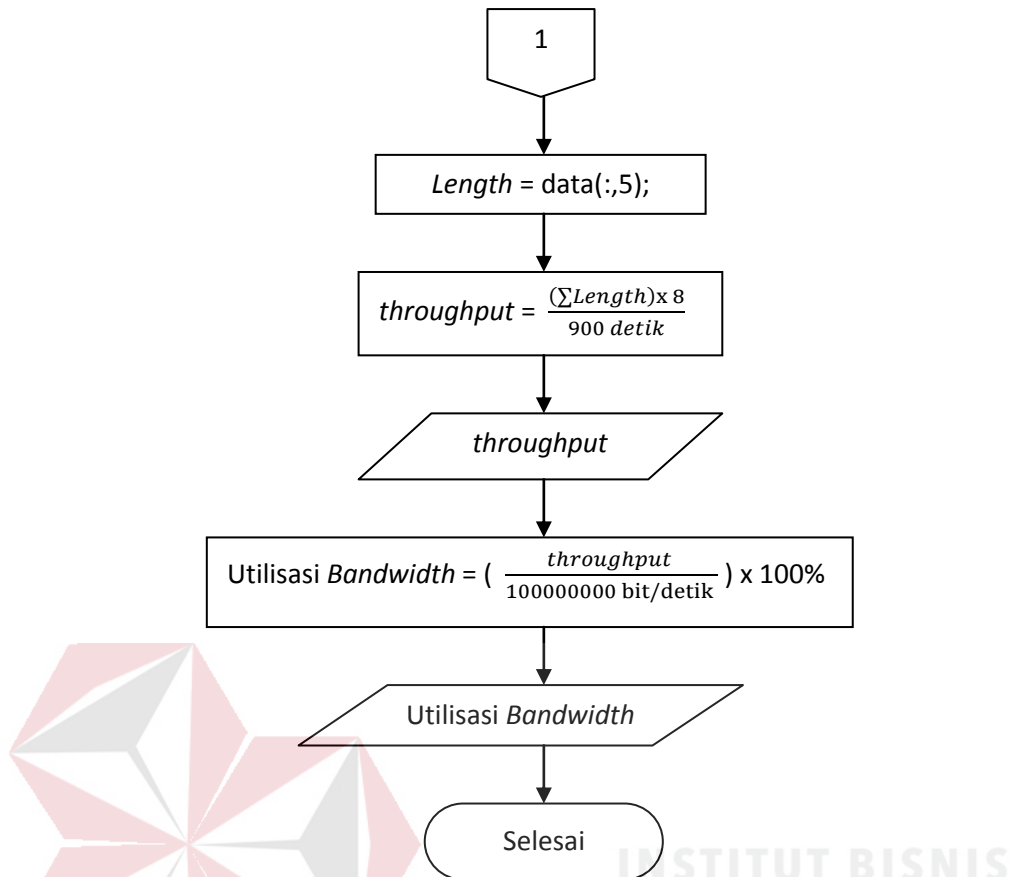 1
Length = data(:,5);
throughput = (∑Length)x 8 / 900 detik
throughput
Utilisasi Bandwidth = ( throughput / 100000000 bit/detik ) x 100%
Utilisasi Bandwidth
Selesai
INSTITUT BISNIS